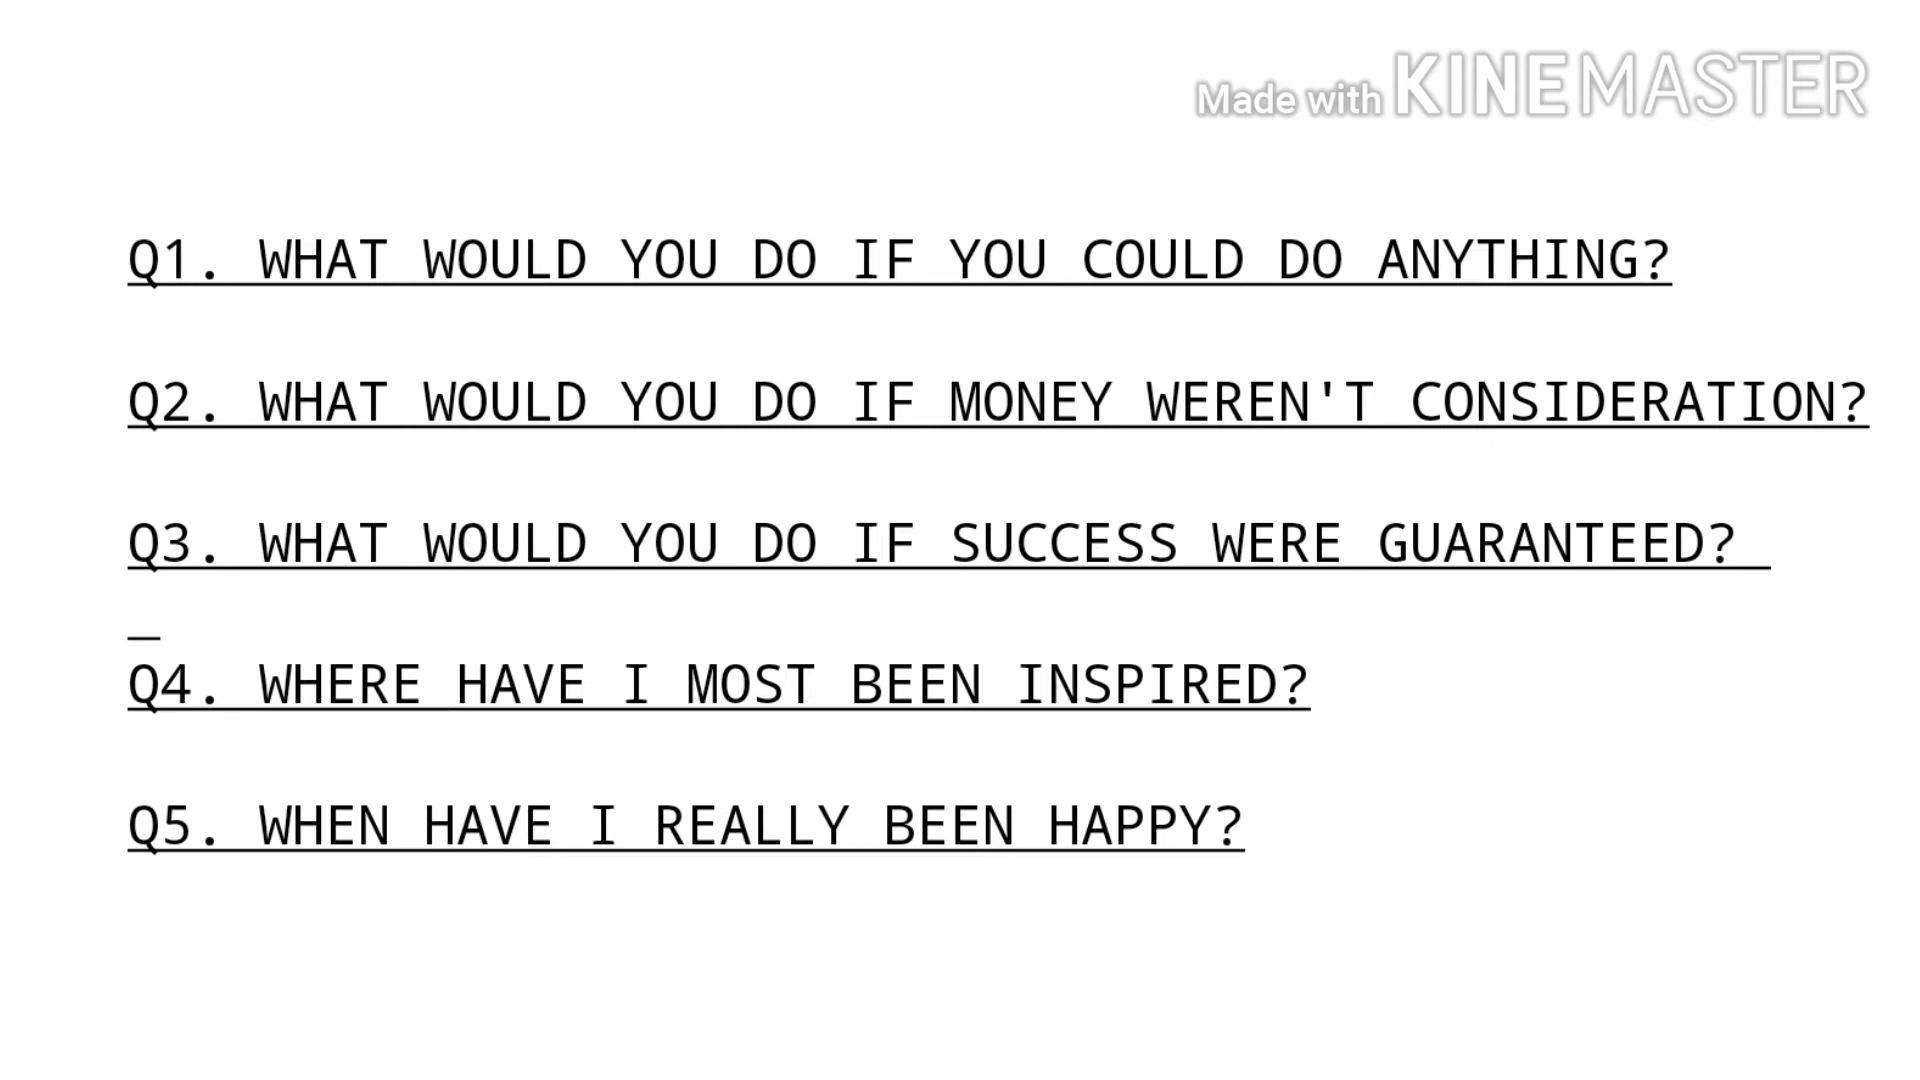 Made with KINEMASTER
Q1. WHAT WOULD YOU DO IF YOU COULD DO ANYTHING?
Q2. WHAT WOULD YOU DO IF MONEY WEREN'T CONSIDERATION?
Q3. WHAT WOULD YOU DO IF SUCCESS WERE GUARANTEED?
Q4. WHERE HAVE I MOST BEEN INSPIRED?
Q5. WHEN HAVE I REALLY BEEN HAPPY?